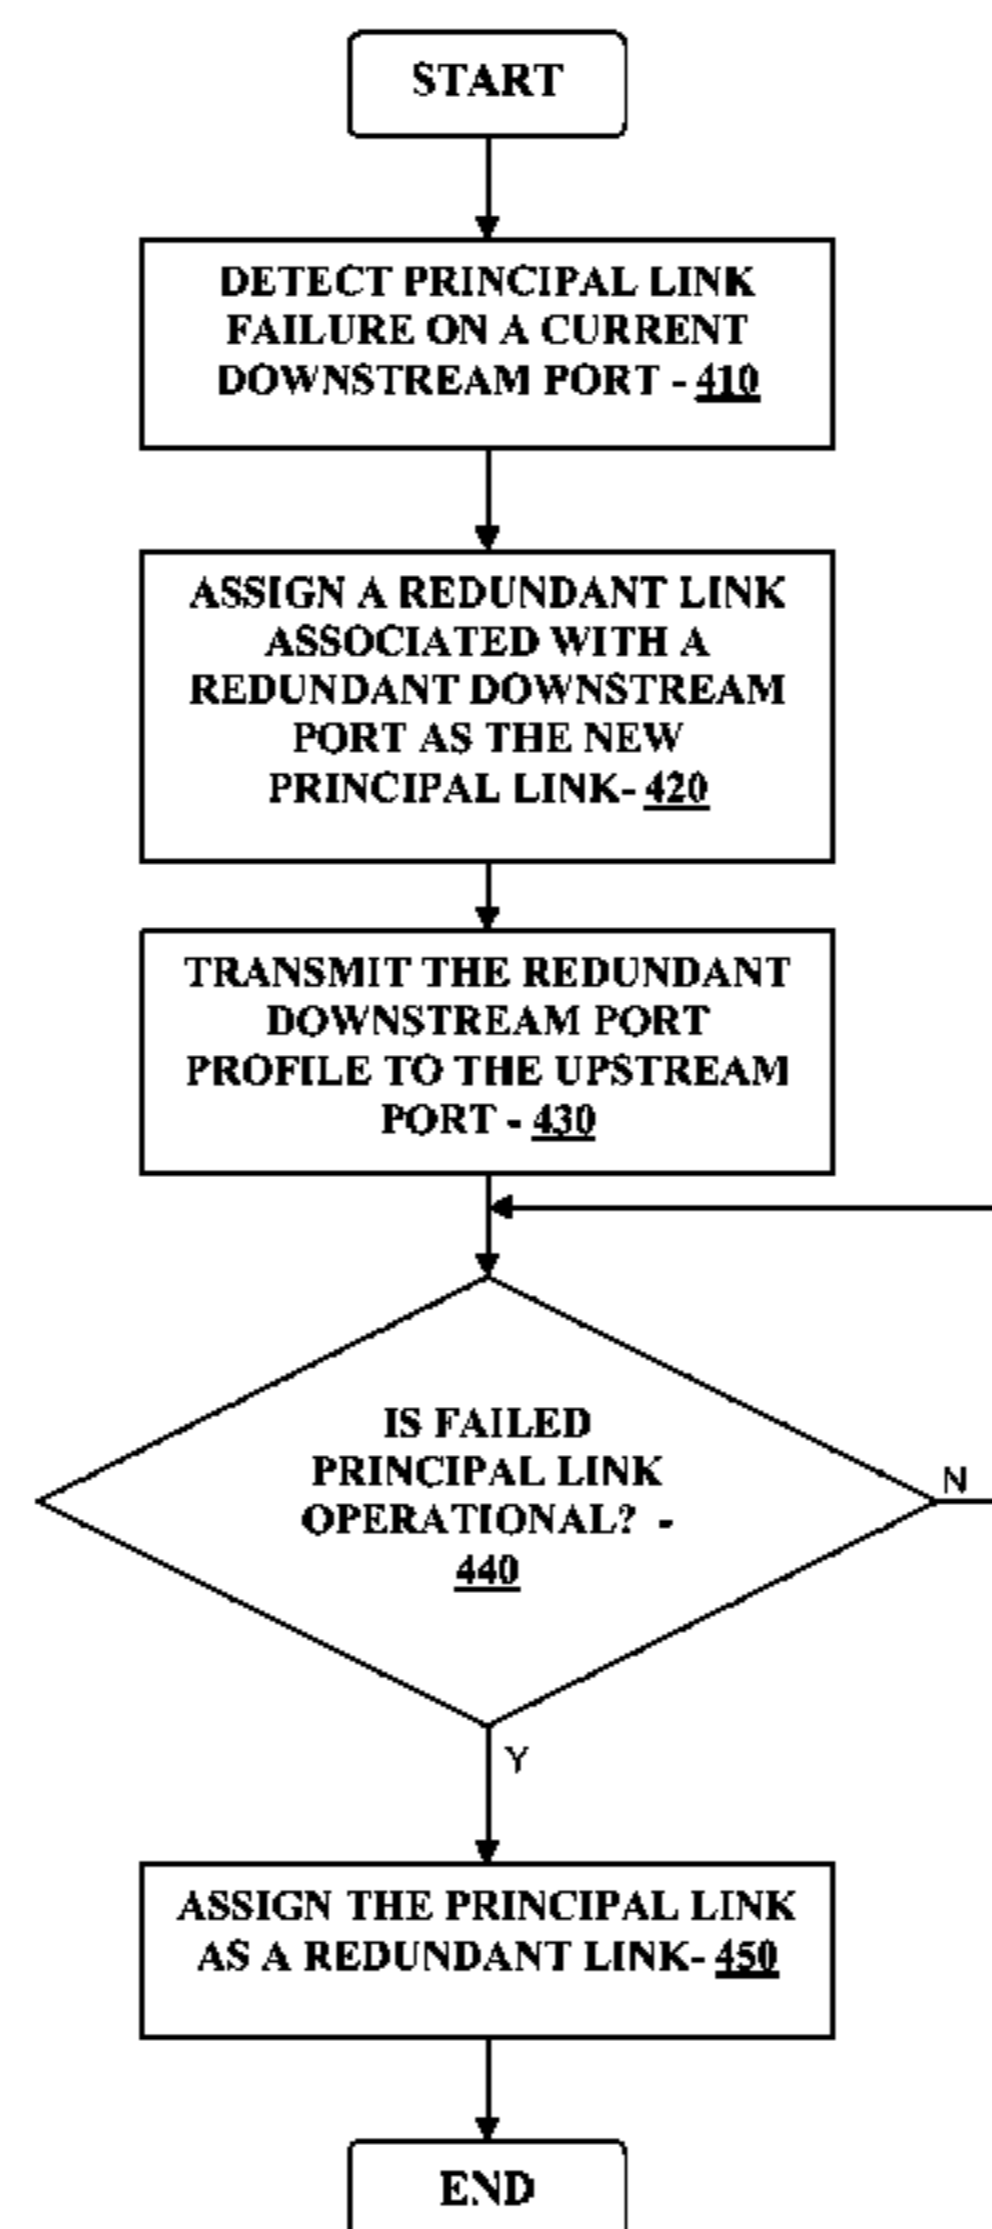 START
DETECT PRINCIPAL LINK
FAILURE ON A CURRENT
DOWNSTREAM PORT - 410
ASSIGN A REDUNDANT LINK
ASSOCIATED WITH A
REDUNDANT DOWNSTREAM
PORT AS THE NEW
PRINCIPAL LINK- 420
TRANSMIT THE REDUNDANT
DOWNSTREAM PORT
PROFILE TO THE UPSTREAM
PORT - 430
IS FAILED
PRINCIPAL LINK
OPERATIONAL? -
440
N
Y
ASSIGN THE PRINCIPAL LINK
AS A REDUNDANT LINK- 450
END